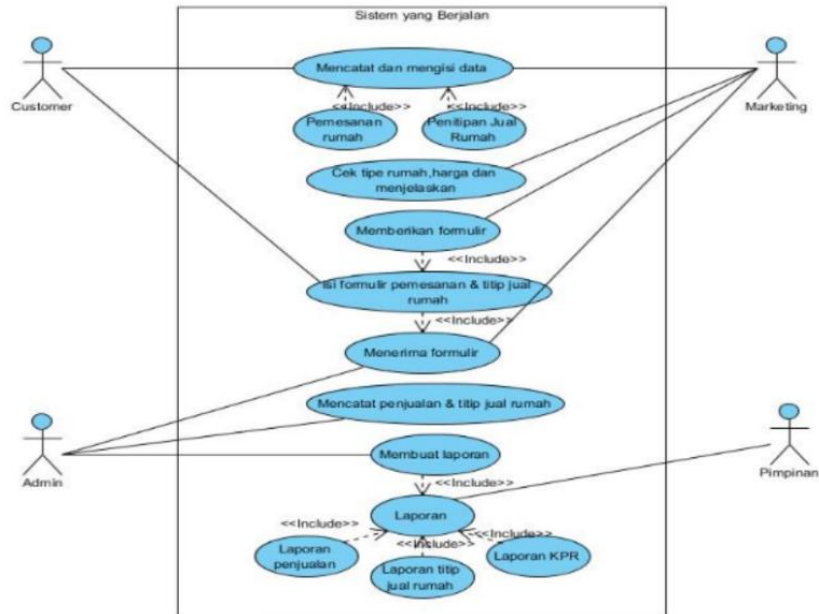 Sistem yang Berjalan
Customer
Marketing
Mencatat dan mengisi data
<<Include>>
<<Include>>
Pemesanan
rumah
Penitipan Jual
Rumah
Cek tipe rumah,harga dan
menjelaskan
Memberikan formulir
<<Include>>
Isi formulir pemesanan & titip jual
rumah
<<Include>>
Menerima formulir
Mencatat penjualan & titip jual rumah
Admin
Pimpinan
Membuat laporan
<<Include>>
Laporan
<<Include>>
<<Include>>
<<Include>>
Laporan
penjualan
Laporan titip
jual rumah
Laporan KPR